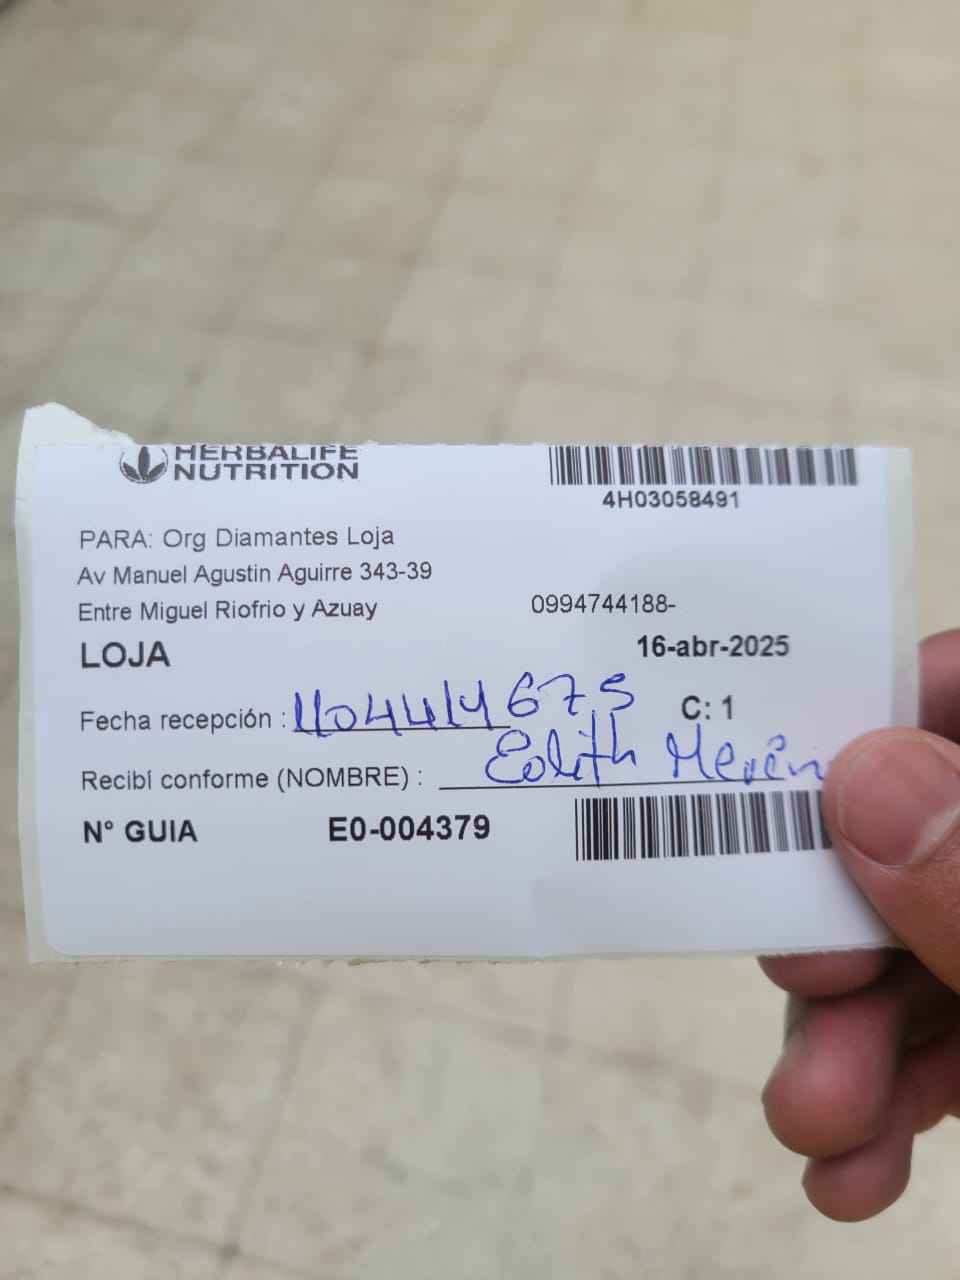 HERBALIFE
NUTRITION
4H03058491
PARA: Org Diamantes Loja
Av Manuel Agustin Aguirre 343-39
Entre Miguel Riofrio y Azuay 0994744188-
LOJA 16-abr-2025
Fecha recepción : 1104414675 C: 1
Recibí conforme (NOMBRE) : Edith
N° GUIA E0-004379